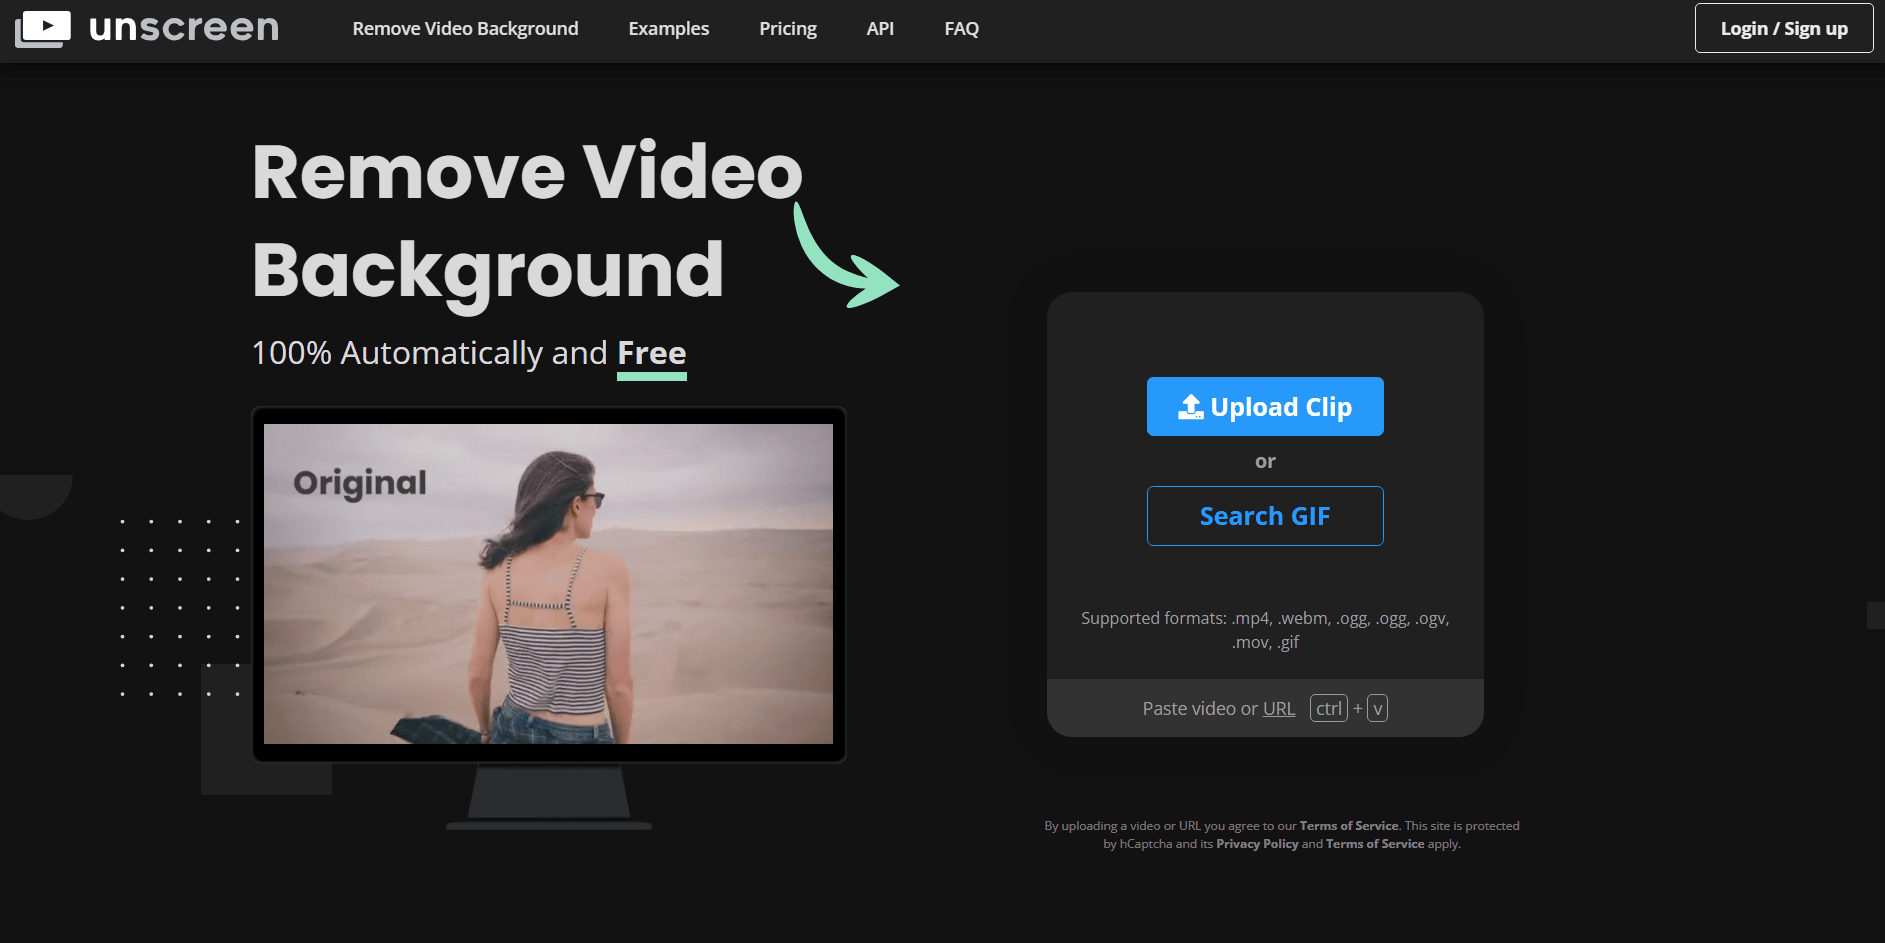 unscreen
Remove Video Background
Examples
Pricing
API
FAQ
Login / Sign up
Remove Video
Background
100% Automatically and Free
Original
Upload Clip
or
Search GIF
Supported formats: .mp4, .webm, .ogg, .ogg, .ogv,
.mov, .gif
Paste video or URL ctrl + v
By uploading a video or URL you agree to our Terms of Service. This site is protected
by hCaptcha and its Privacy Policy and Terms of Service apply.